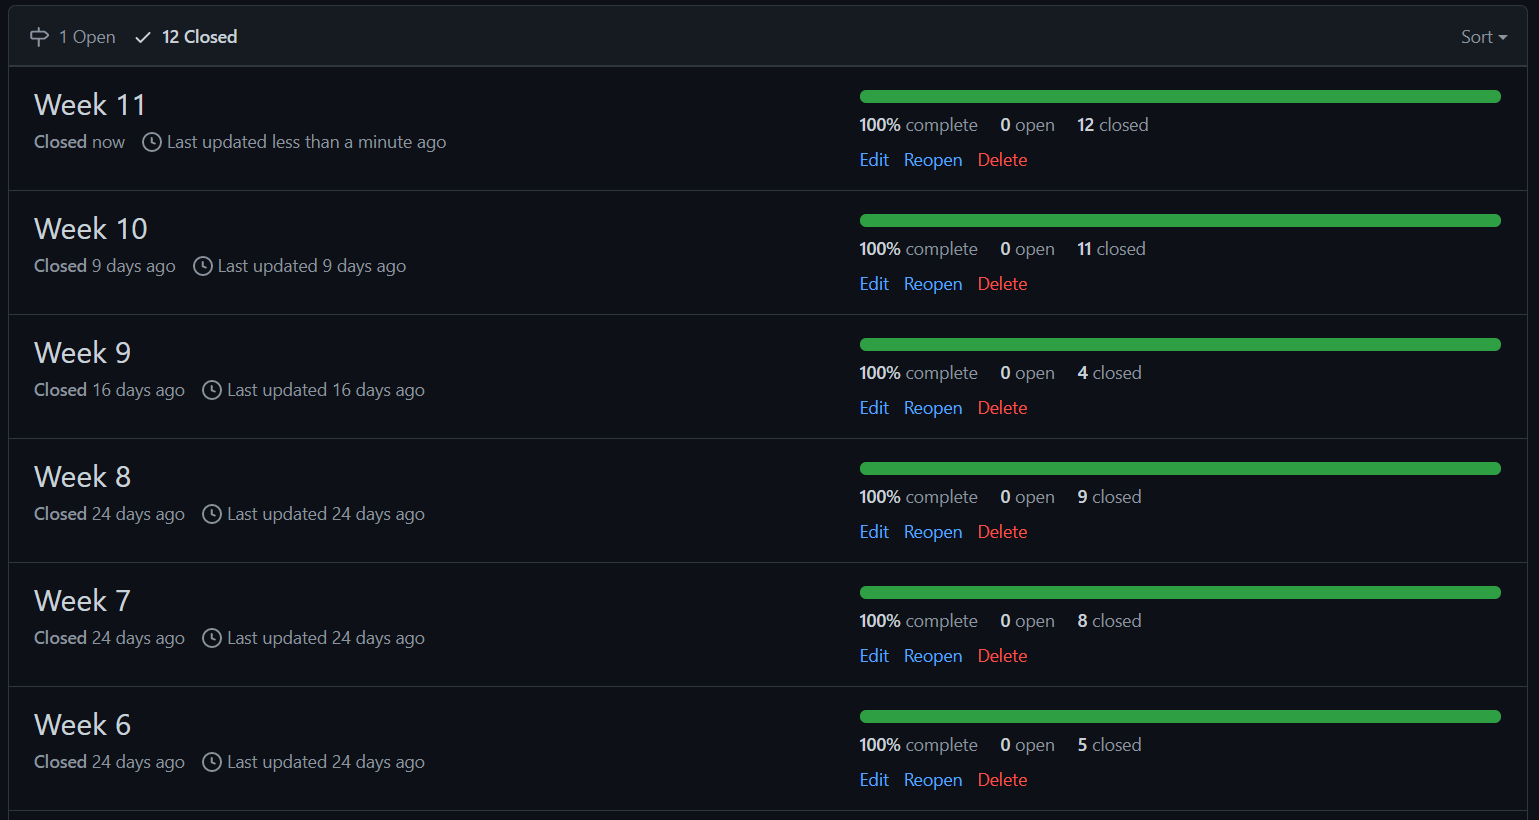 1 Open 12 Closed Sort
Week 11
Closed now Last updated less than a minute ago
100% complete 0 open 12 closed
Edit Reopen Delete
Week 10
Closed 9 days ago Last updated 9 days ago
100% complete 0 open 11 closed
Edit Reopen Delete
Week 9
Closed 16 days ago Last updated 16 days ago
100% complete 0 open 4 closed
Edit Reopen Delete
Week 8
Closed 24 days ago Last updated 24 days ago
100% complete 0 open 9 closed
Edit Reopen Delete
Week 7
Closed 24 days ago Last updated 24 days ago
100% complete 0 open 8 closed
Edit Reopen Delete
Week 6
Closed 24 days ago Last updated 24 days ago
100% complete 0 open 5 closed
Edit Reopen Delete